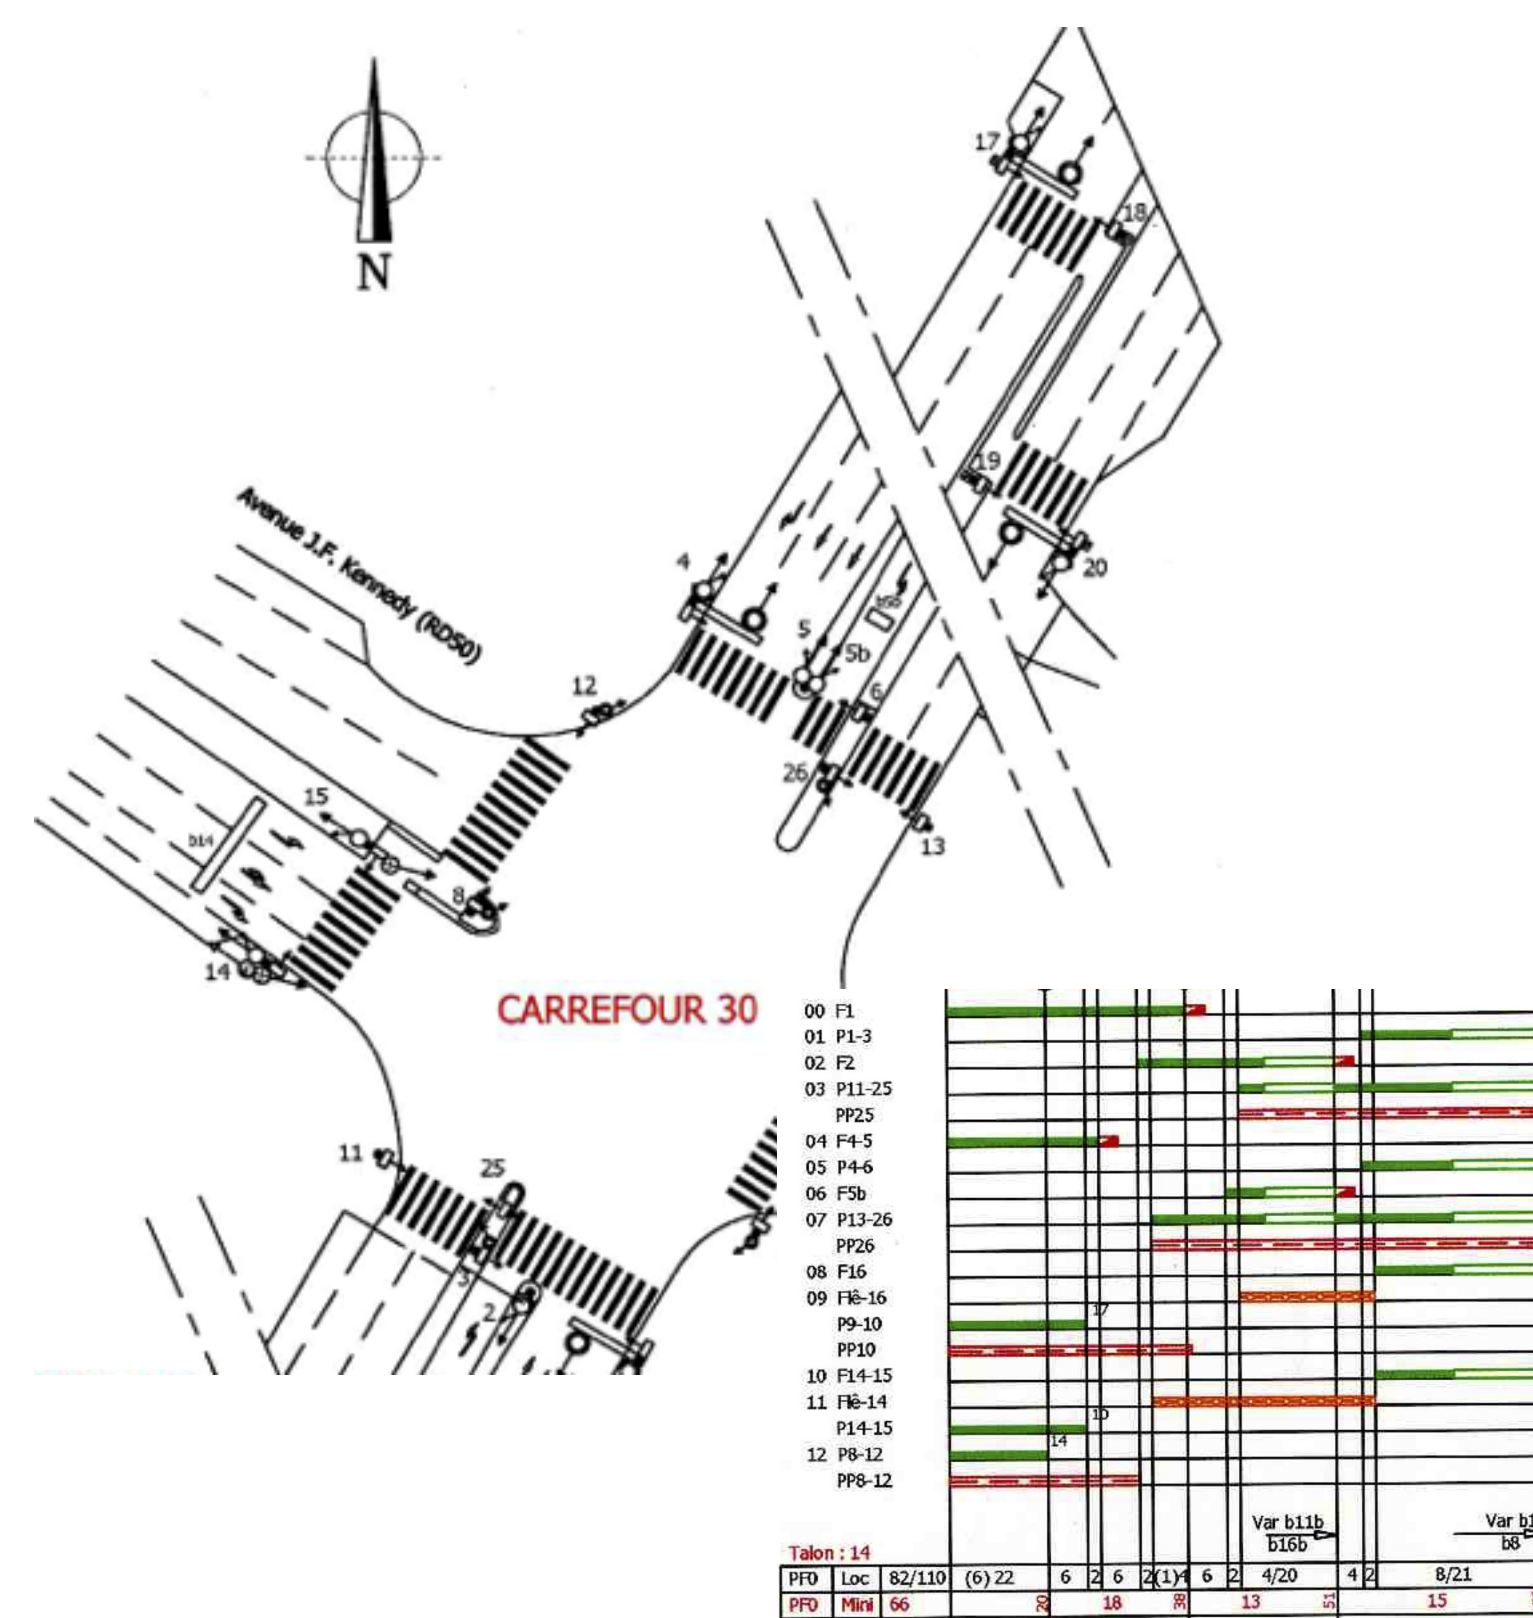 17
18
N
19
20
Avenue J.F. Kennedy (RD50)
4
5
b5b
5b
12
6
26
13
15
b14
8
14
CARREFOUR 30
11
25
3
2
00 F1
01 P1-3
02 F2
03 P11-25
PP25
04 F4-5
05 P4-6
06 F5b
07 P13-26
PP26
08 F16
09 Flê-16
17
P9-10
PP10
10 F14-15
11 Flê-14
10
P14-15
14
12 P8-12
PP8-12
Var b11b
b16b
Var b1
b8
Talon : 14
PF0 Loc 82/110 (6) 22 6 2 6 2 (1)4 6 2 4/20 4 2 8/21
PF0 Mini 66 20 18 38 13 51 15